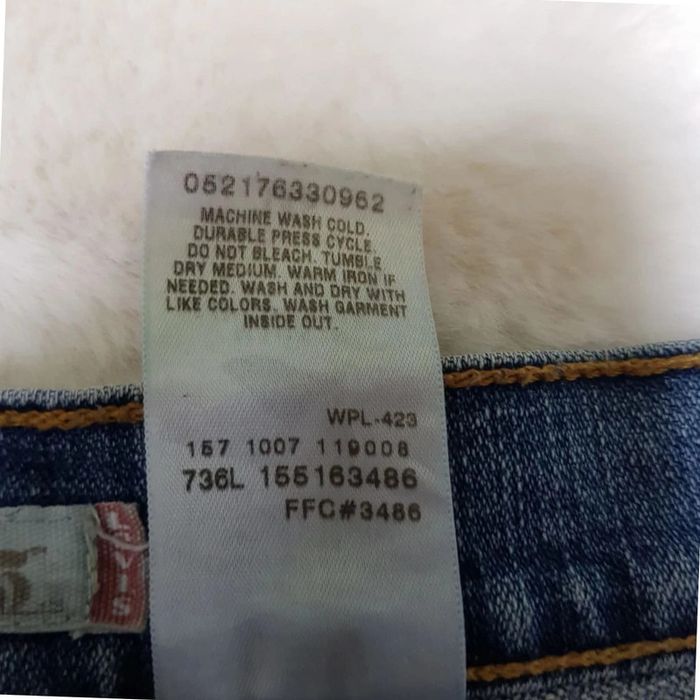 052176330962
MACHINE WASH COLD.
DURABLE PRESS CYCLE.
DO NOT BLEACH. TUMBLE
DRY MEDIUM. WARM IRON IF
NEEDED. WASH AND DRY WITH
LIKE COLORS. WASH GARMENT
INSIDE OUT.
WPL-423
157 1007 119008
736L 155163486
FFC#3486
LEVI'S